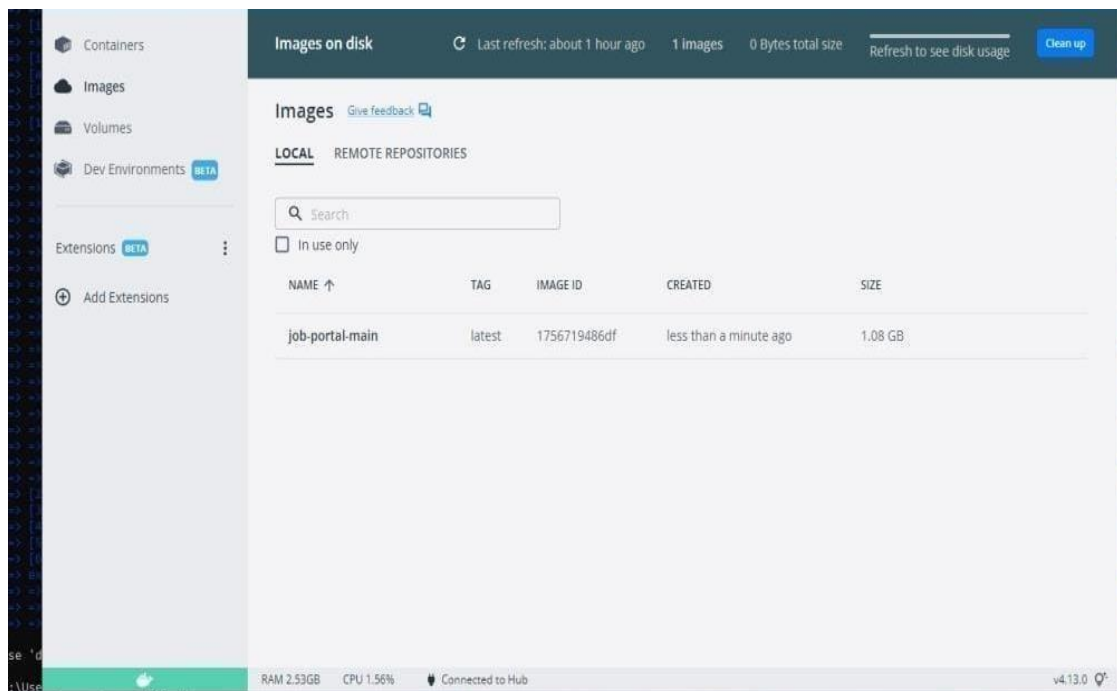 Containers
Images
Volumes
Dev Environments BETA
Extensions BETA
Add Extensions
Images on disk Last refresh: about 1 hour ago 1 images 0 Bytes total size Refresh to see disk usage Clean up
Images Give feedback
LOCAL REMOTE REPOSITORIES
Search
In use only
NAME TAG IMAGE ID CREATED SIZE
job-portal-main latest 1756719486df less than a minute ago 1.08 GB
se 'd
:\Use
RAM 2.53GB CPU 1.56% Connected to Hub v4.13.0